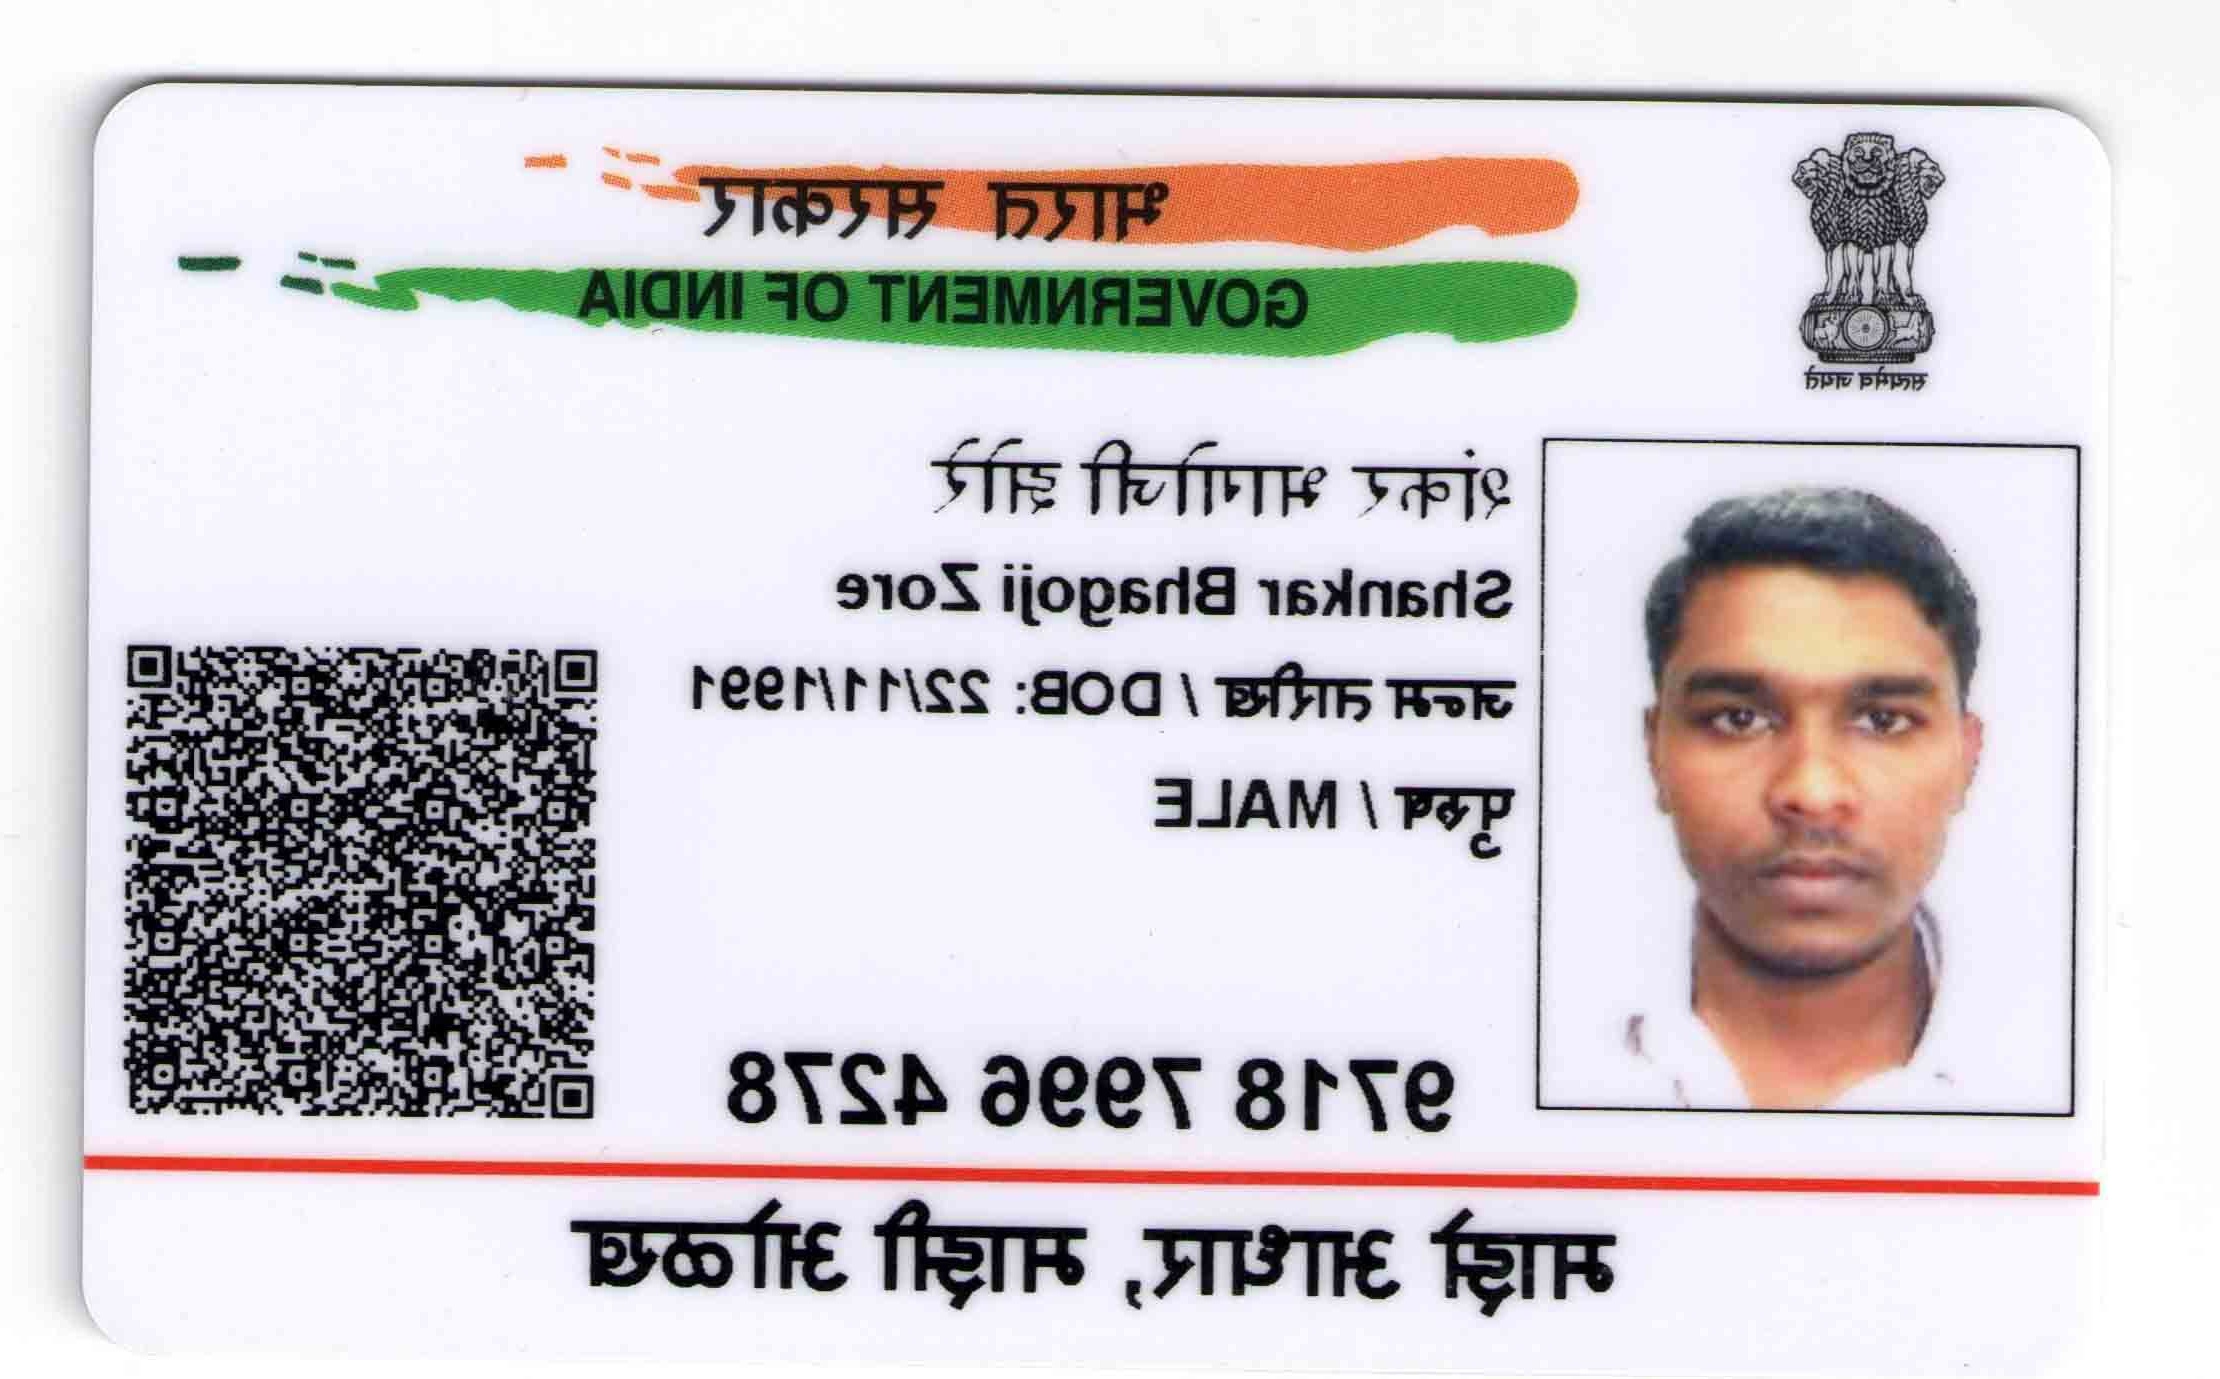 भारत सरकार
GOVERNMENT OF INDIA
सत्यमेव जयते
शंकर भागोजी झोरे
Shankar Bhagoji Zore
जन्म तारीख / DOB: 22/11/1991
पुरुष / MALE
9718 7996 4278
माझे आधार, माझी ओळख